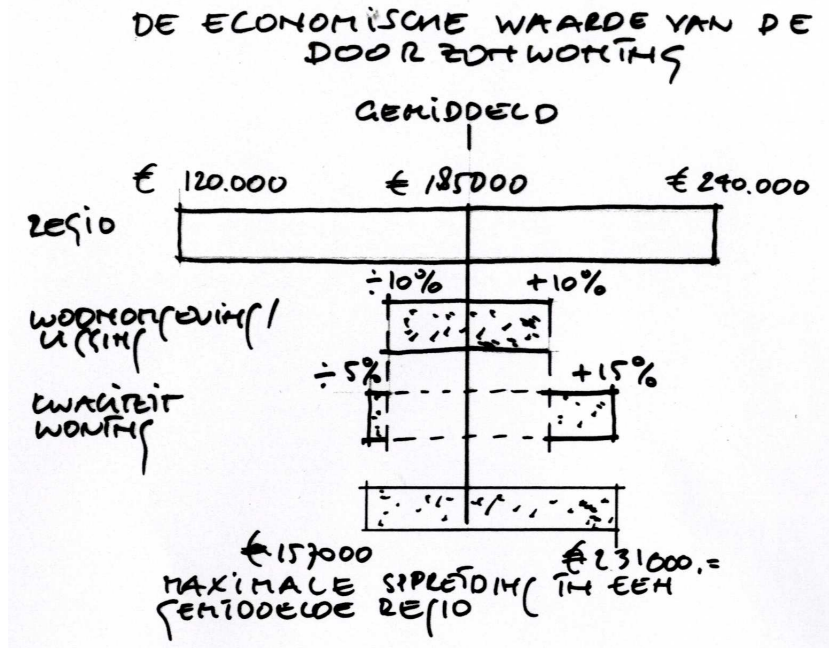 DE ECONOMISCHE WAARDE VAN DE
DOORZONWONING
GEMIDDELD
€ 120.000 € 185000 € 240.000
REGIO
÷10% +10%
WOONOMGEVING/
LIGGING
÷5% +15%
KWALITEIT
WONING
€ 157000 € 231000,=
MAXIMALE SPREIDING IN EEN
GEMIDDELDE REGIO